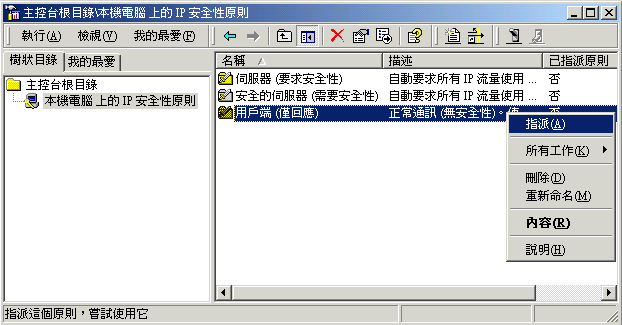 主控台根目錄\本機電腦 上的 IP 安全性原則
執行(A) 檢視(V) 我的最愛(F)
樹狀目錄 我的最愛
主控台根目錄
本機電腦 上的 IP 安全性原則
名稱 描述 已指派原則
伺服器 (要求安全性) 自動要求所有 IP 流量使用 ... 否
安全的伺服器 (需要安全性) 自動要求所有 IP 流量使用 ... 否
用戶端 (僅回應) 正常通訊 (無安全性)。使 否
指派(A)
所有工作(K)
刪除(D)
重新命名(M)
內容(R)
說明(H)
指派這個原則，嘗試使用它